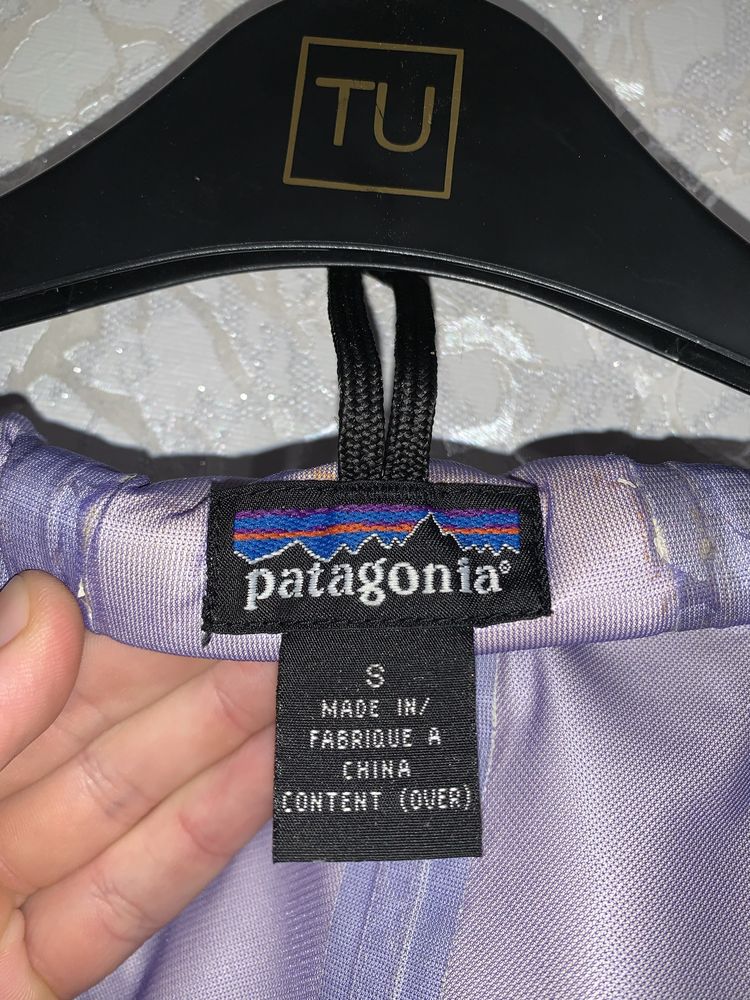 TU
patagonia®
S
MADE IN/
FABRIQUE A
CHINA
CONTENT (OVER)